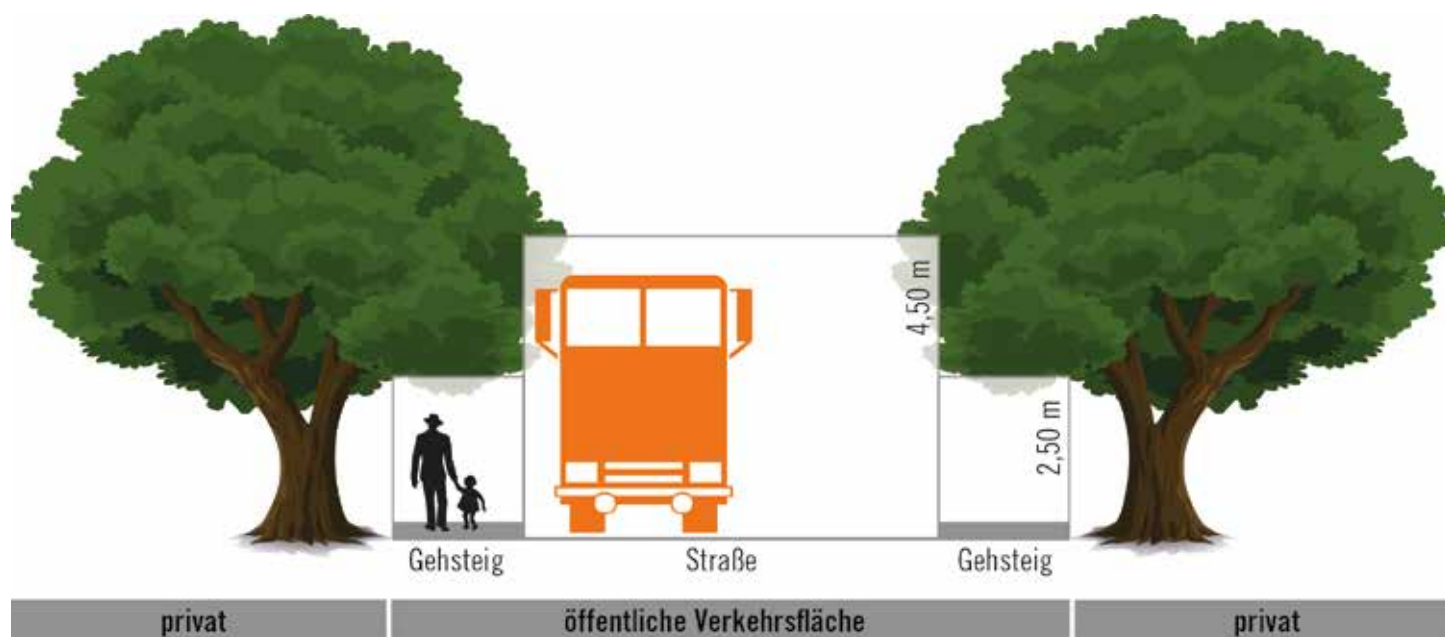 4,50 m
2,50 m
Gehsteig Straße Gehsteig
privat öffentliche Verkehrsfläche privat